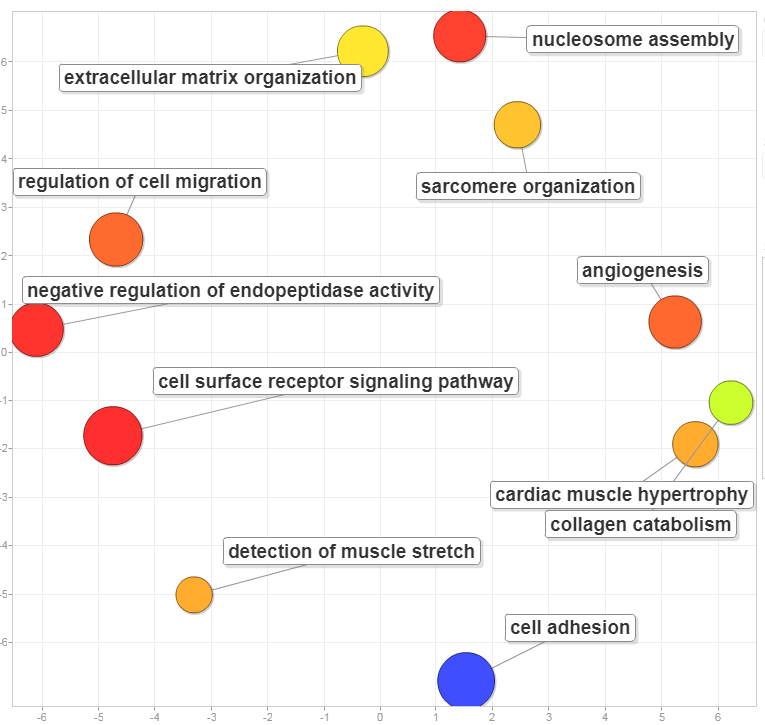 nucleosome assembly
extracellular matrix organization
sarcomere organization
regulation of cell migration
angiogenesis
negative regulation of endopeptidase activity
cell surface receptor signaling pathway
cardiac muscle hypertrophy
collagen catabolism
detection of muscle stretch
cell adhesion
6
5
4
3
2
1
0
-1
-2
-3
-4
-5
-6
-6 -5 -4 -3 -2 -1 0 1 2 3 4 5 6